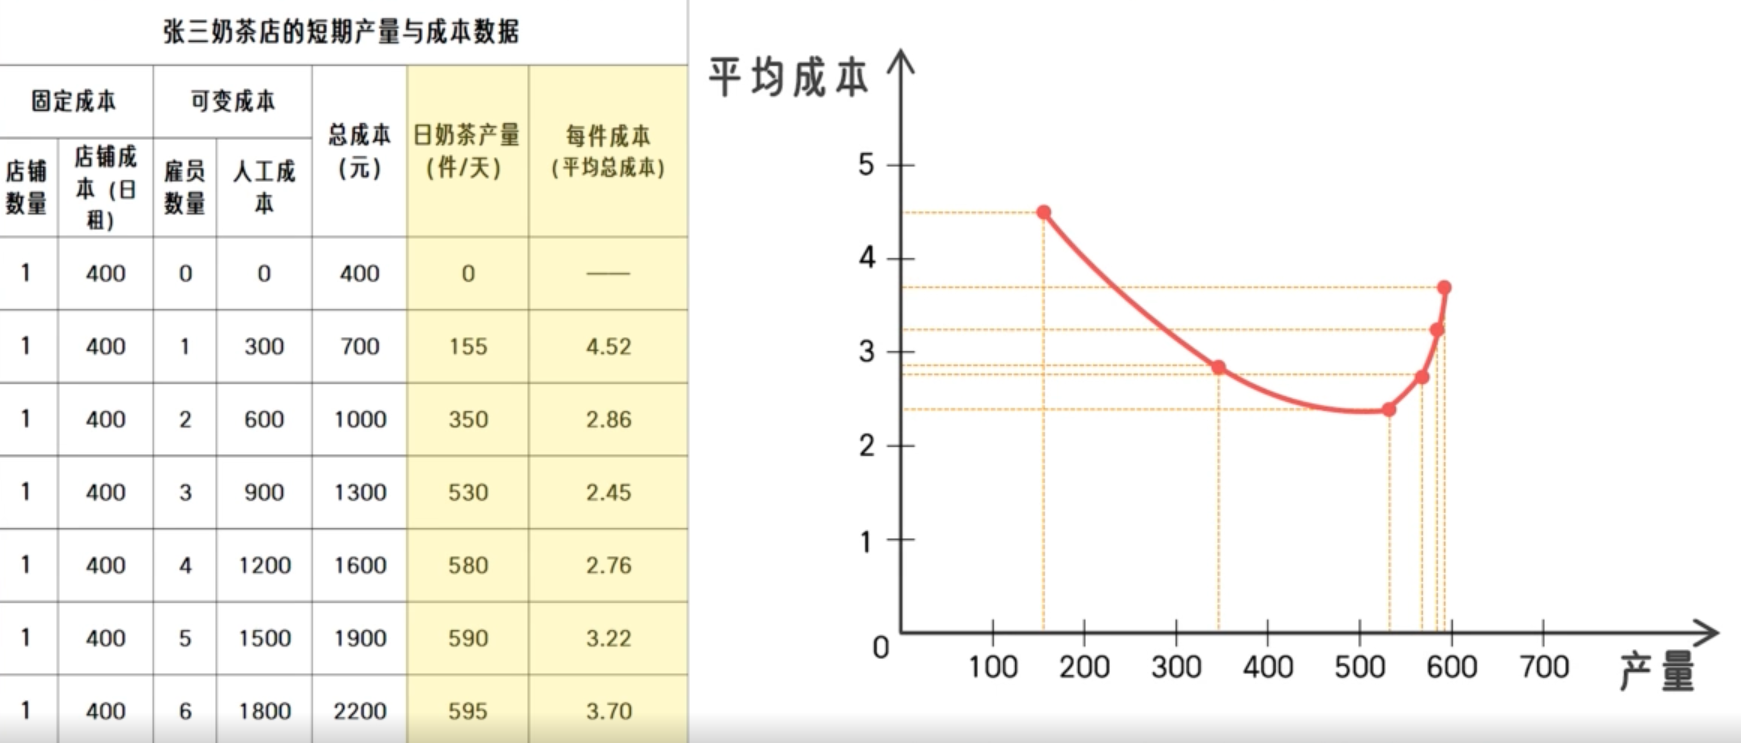 张三奶茶店的短期产量与成本数据
固定成本 可变成本 总成本 日奶茶产量 每件成本
(元) (件/天) (平均总成本)
店铺 店铺成 雇员 人工成
数量 本 (日 数量 本
租)
1 400 0 0 400 0 ——
1 400 1 300 700 155 4.52
1 400 2 600 1000 350 2.86
1 400 3 900 1300 530 2.45
1 400 4 1200 1600 580 2.76
1 400 5 1500 1900 590 3.22
1 400 6 1800 2200 595 3.70
平均成本
5
4
3
2
1
0
100 200 300 400 500 600 700
产量